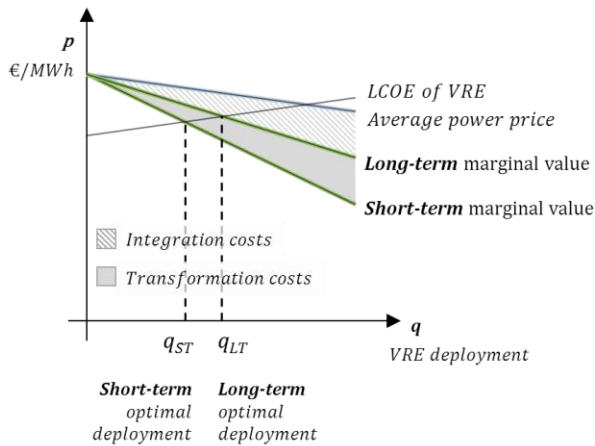 p
€/MWh
LCOE of VRE
Average power price
Long-term marginal value
Short-term marginal value
Integration costs
Transformation costs
q
qST
qLT
VRE deployment
Short-term
optimal
deployment
Long-term
optimal
deployment